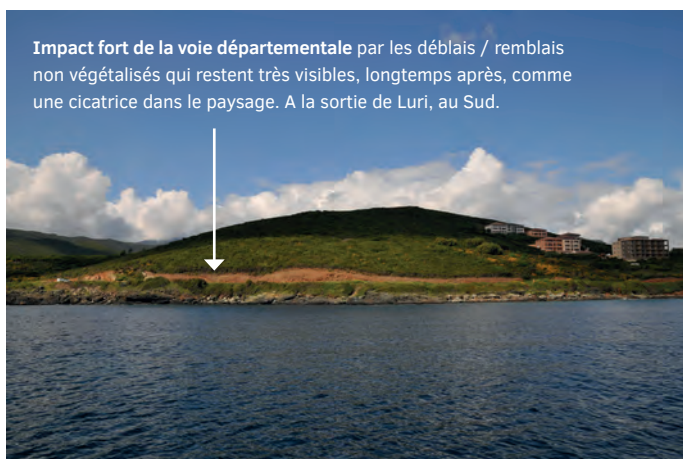 Impact fort de la voie départementale par les déblais / remblais
non végétalisés qui restent très visibles, longtemps après, comme
une cicatrice dans le paysage. A la sortie de Luri, au Sud.